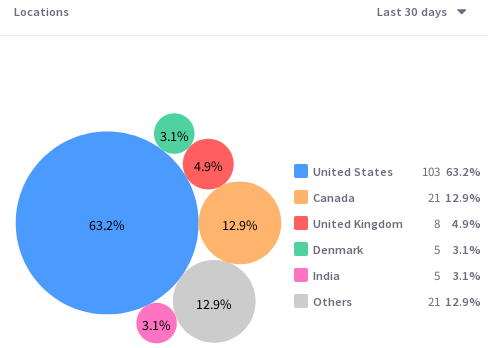 Locations Last 30 days
3.1%
4.9%
63.2%
12.9%
12.9%
3.1%
United States 103 63.2%
Canada 21 12.9%
United Kingdom 8 4.9%
Denmark 5 3.1%
India 5 3.1%
Others 21 12.9%